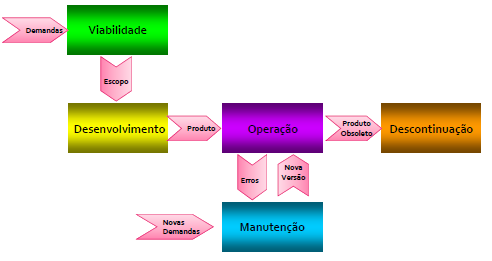 Demandas
Viabilidade
Escopo
Desenvolvimento
Produto
Operação
Produto
Obsoleto
Descontinuação
Erros
Nova
Versão
Novas
Demandas
Manutenção